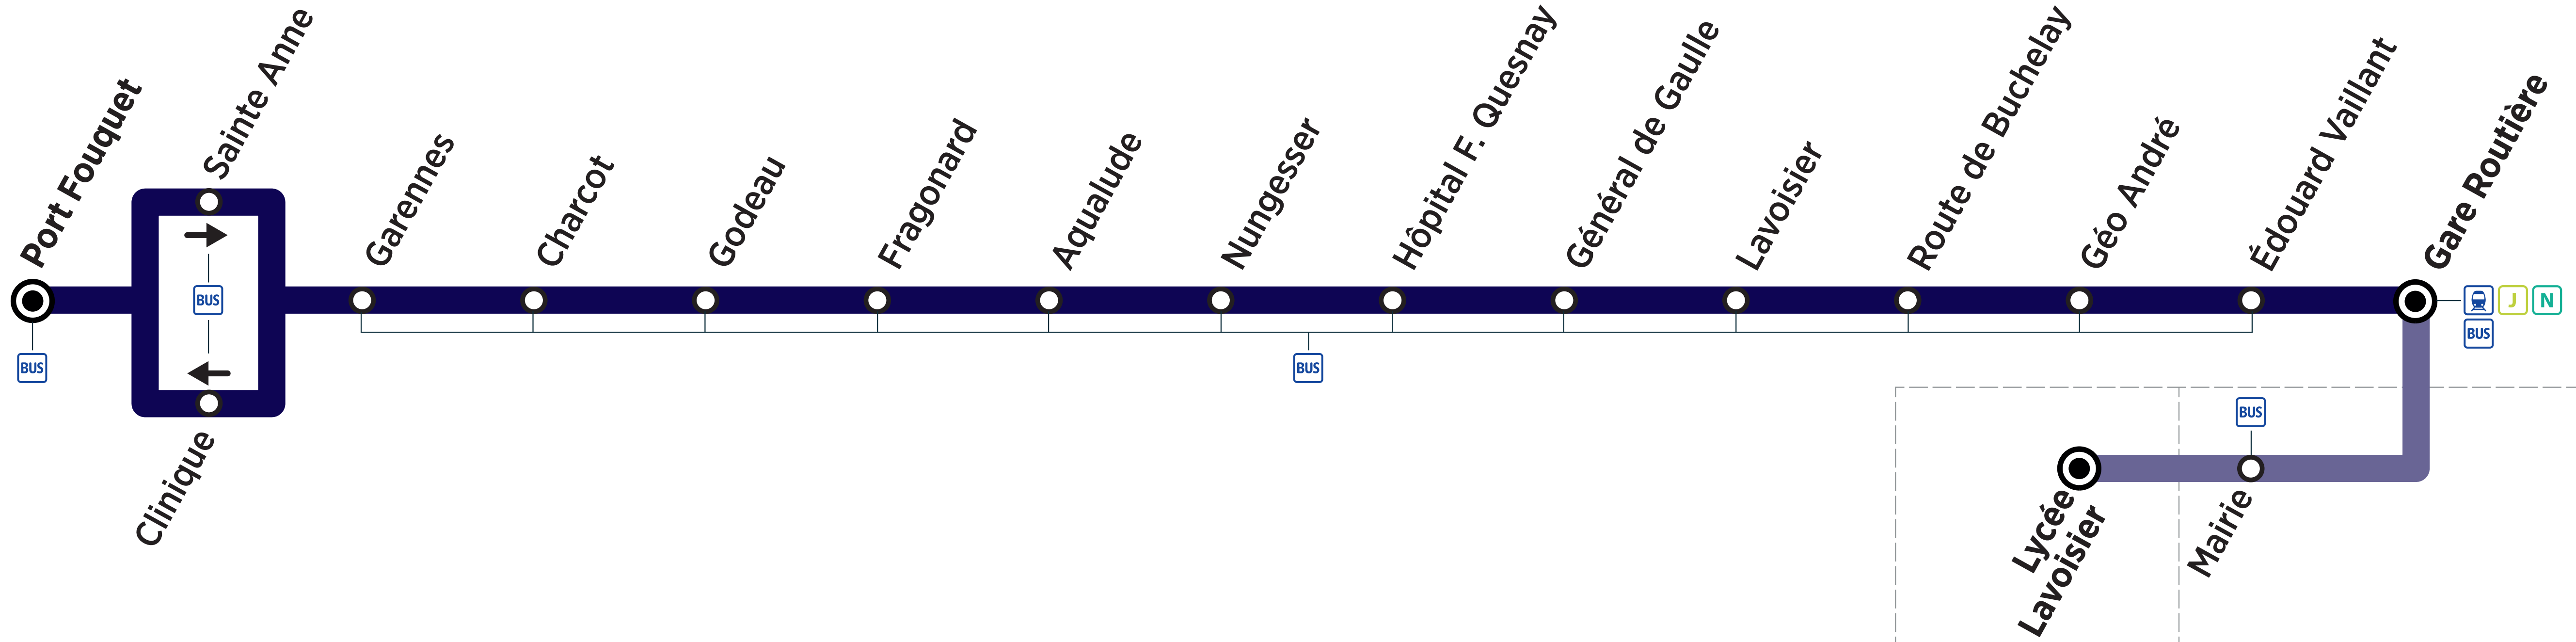 Port Fouquet
Sainte Anne
Clinique
BUS
BUS
Garennes
Charcot
Godeau
Fragonard
Aqualude
Nungesser
Hôpital F. Quesnay
Général de Gaulle
Lavoisier
Route de Buchelay
Géo André
Édouard Vaillant
Gare Routière
J
N
BUS
BUS
BUS
Mairie
Lycée
Lavoisier